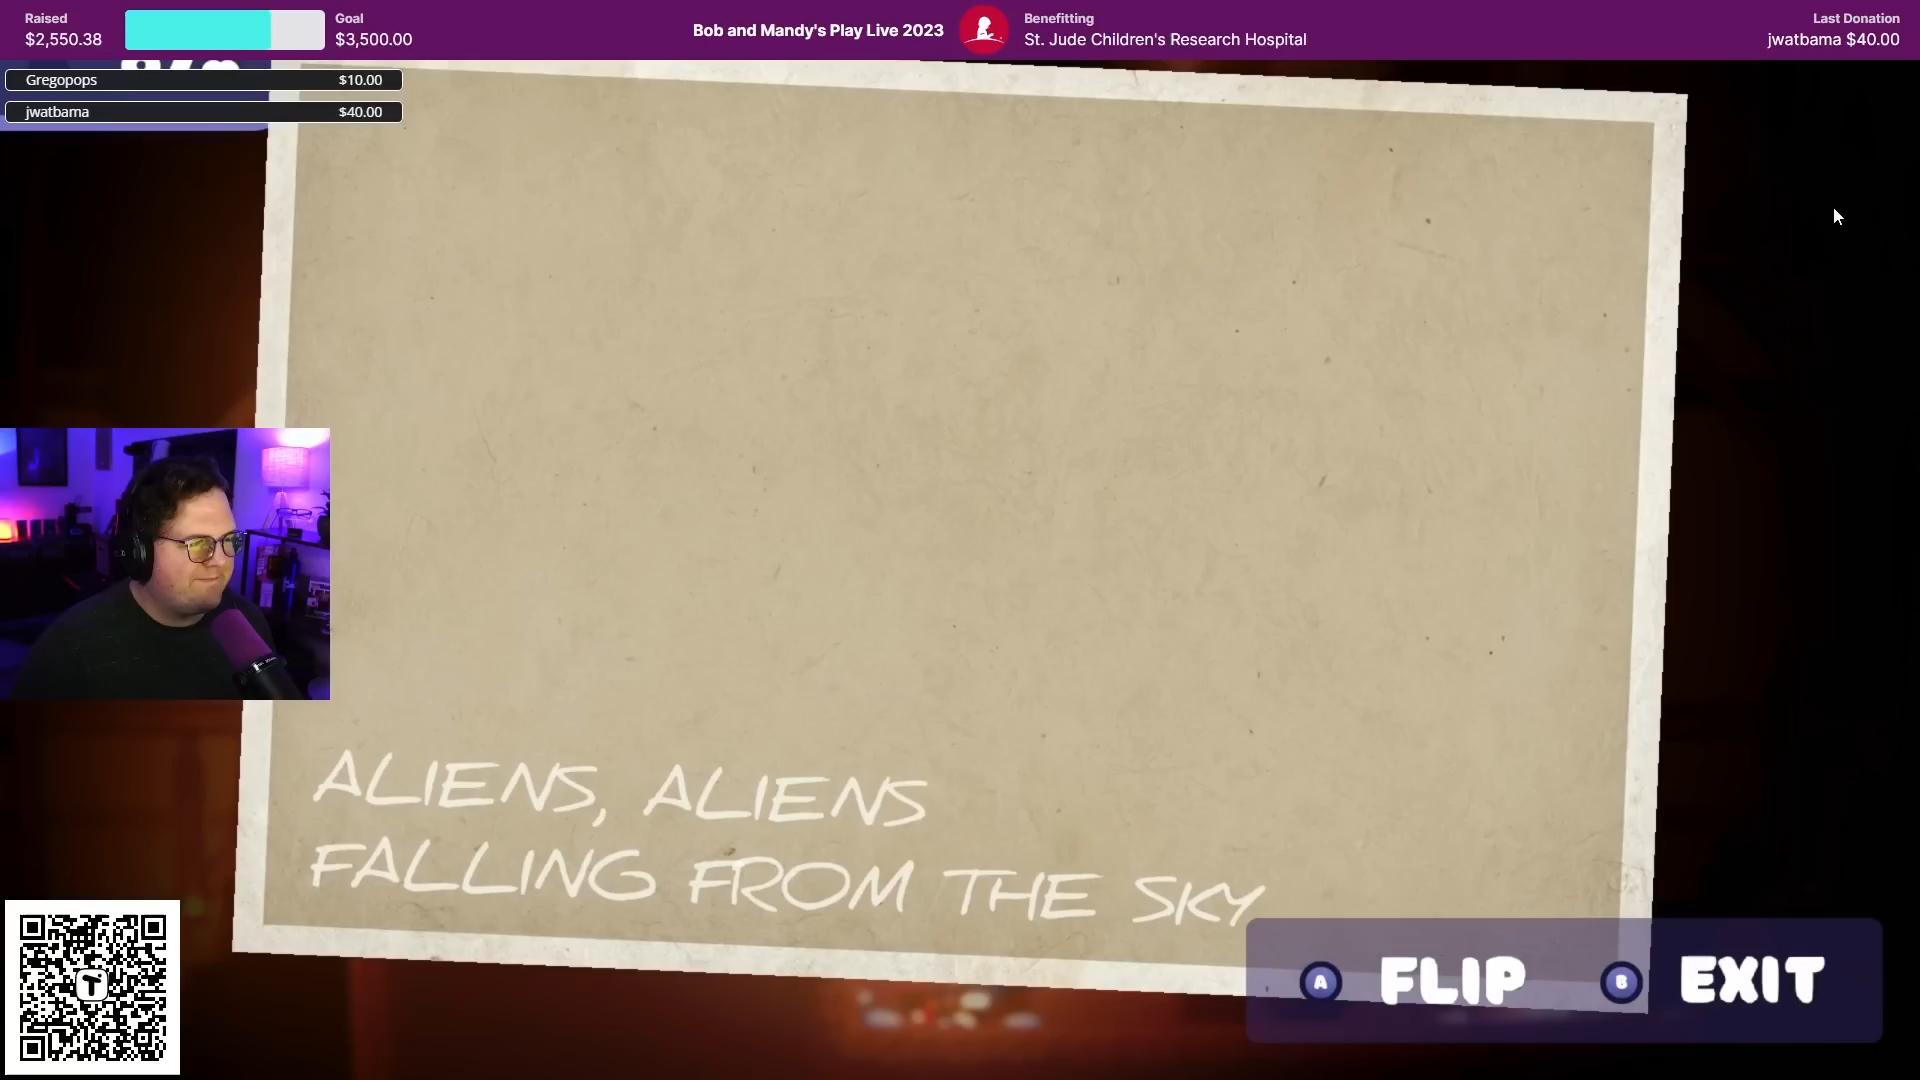 Raised
$2,550.38
Goal
$3,500.00
Bob and Mandy's Play Live 2023
Benefitting
St. Jude Children's Research Hospital
Last Donation
jwatbama $40.00
Gregopops $10.00
jwatbama $40.00
ALIENS, ALIENS
FALLING FROM THE SKY
A FLIP B EXIT